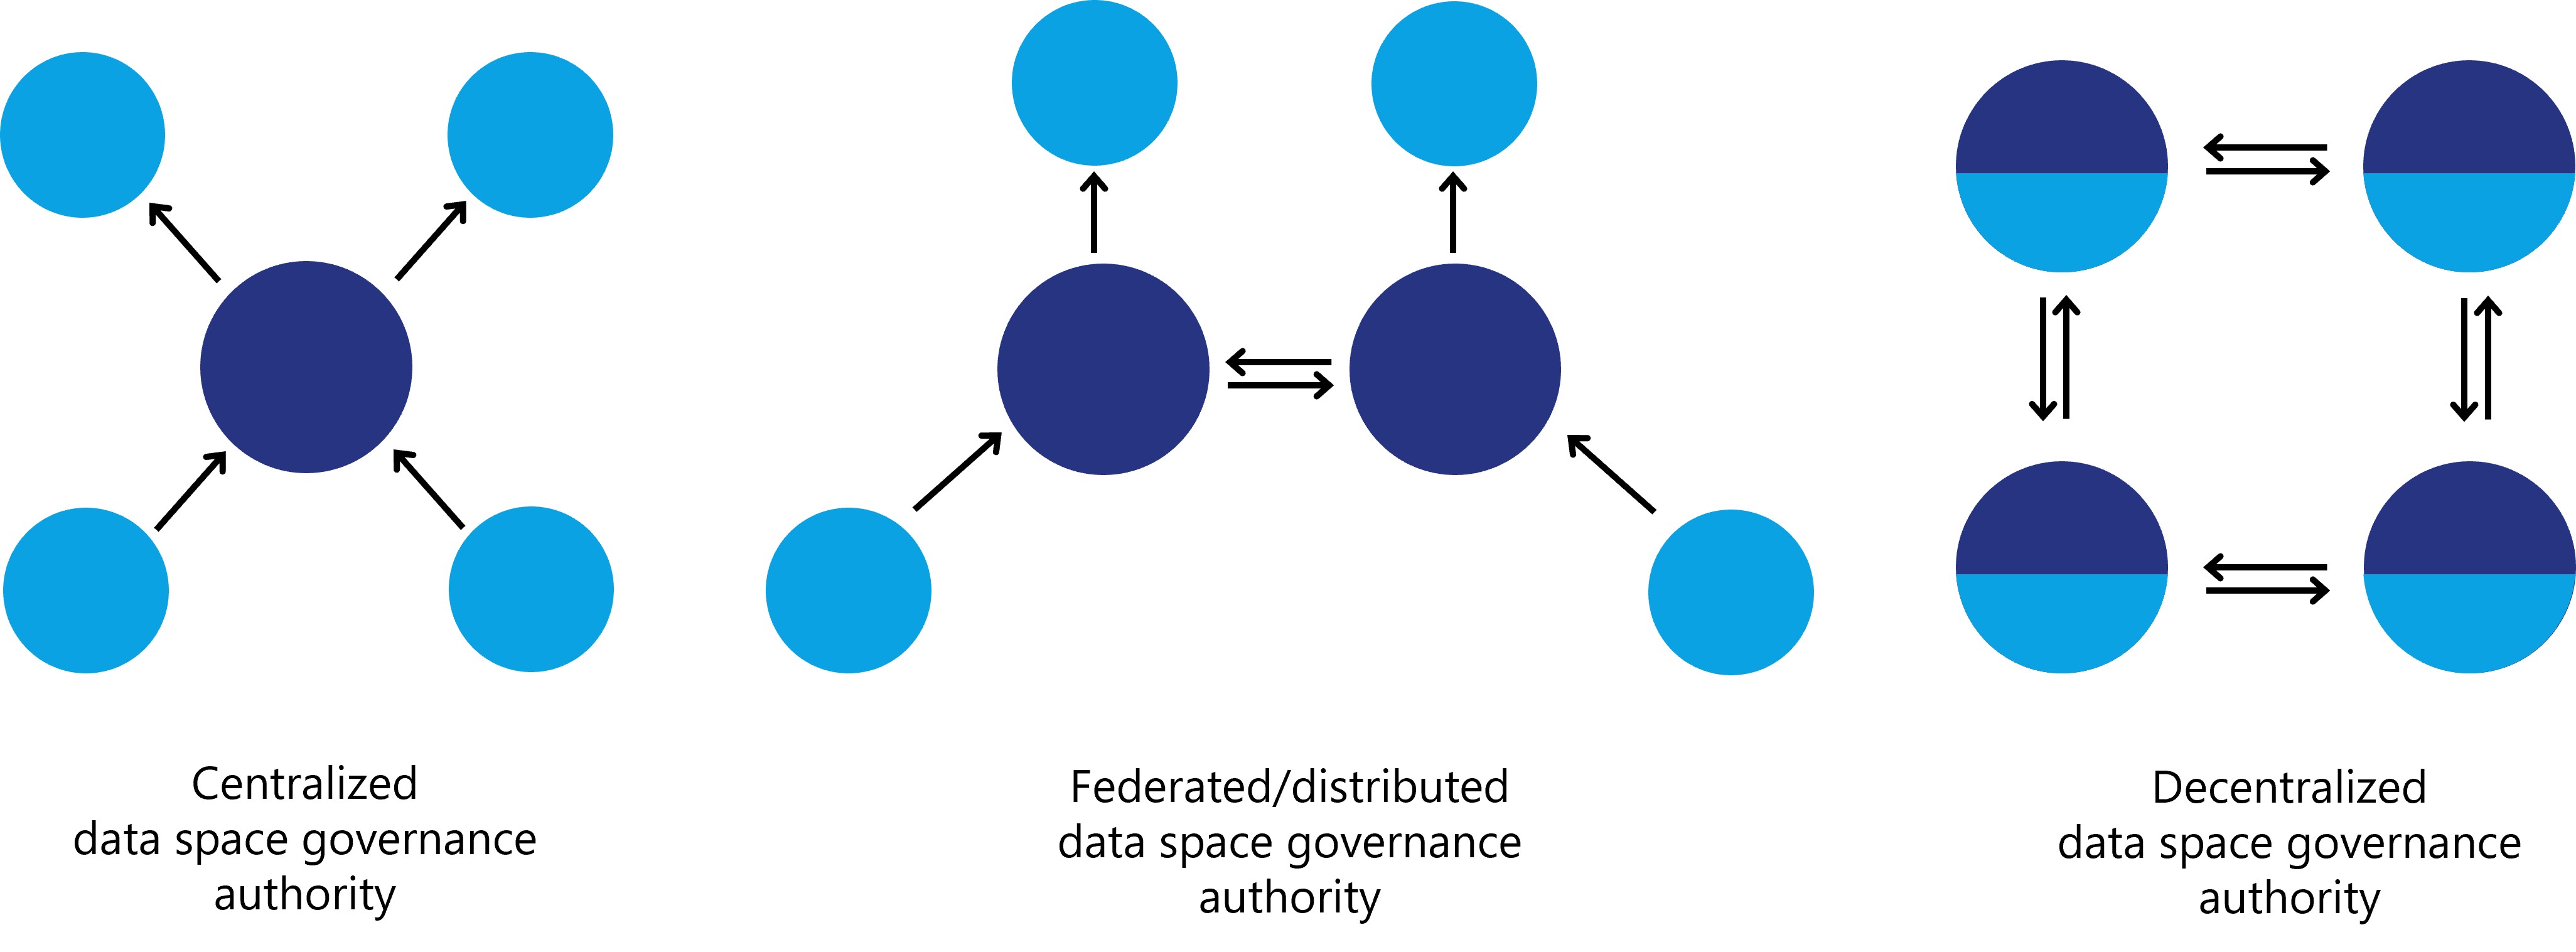 Centralized
data space governance
authority
Federated/distributed
data space governance
authority
Decentralized
data space governance
authority